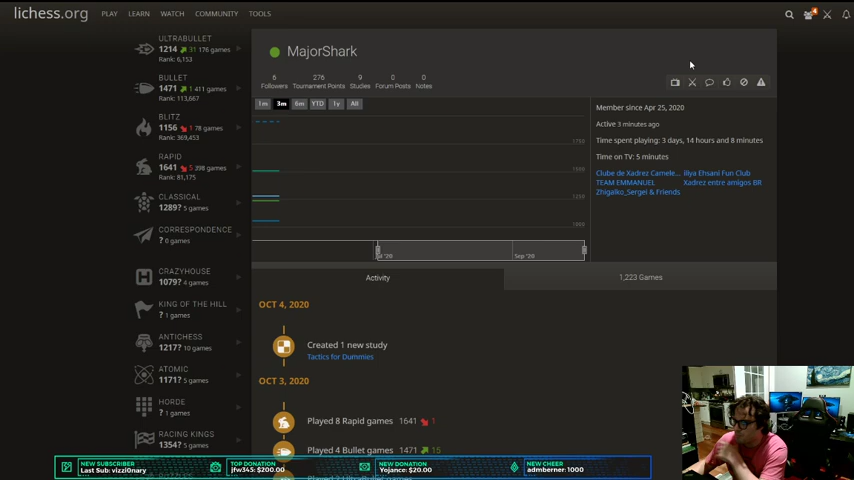 lichess.org PLAY LEARN WATCH COMMUNITY TOOLS 4
ULTRABULLET
1214 31 176 games
Rank: 6,153
BULLET
1471 1 411 games
Rank: 113,667
BLITZ
1156 1 78 games
Rank: 369,453
RAPID
1641 5 398 games
Rank: 81,175
CLASSICAL
1289? 5 games
CORRESPONDENCE
? 0 games
CRAZYHOUSE
1079? 4 games
KING OF THE HILL
? 1 games
ANTICHESS
1217? 10 games
ATOMIC
1171? 5 games
HORDE
? 1 games
RACING KINGS
1354? 5 games
MajorShark
6 276 9 0 0
Followers Tournament Points Studies Forum Posts Notes
1m 3m 6m YTD 1y All
1750
1500
1250
1000
Sep '20
Member since Apr 25, 2020
Active 3 minutes ago
Time spent playing: 3 days, 14 hours and 8 minutes
Time on TV: 5 minutes
Clube de Xadrez Camele... Iliya Ehsani Fun Club
TEAM EMMANUEL Xadrez entre amigos BR
Zhigalko_Sergei & Friends
Activity 1,223 Games
OCT 4, 2020
Created 1 new study
Tactics for Dummies
OCT 3, 2020
Played 8 Rapid games 1641 1
Played 4 Bullet games 1471 15
NEW SUBSCRIBER
Last Sub: vizzi0nary
TOP DONATION
jfw345: $200.00
NEW DONATION
Yojance: $20.00
NEW CHEER
admberner: 1000